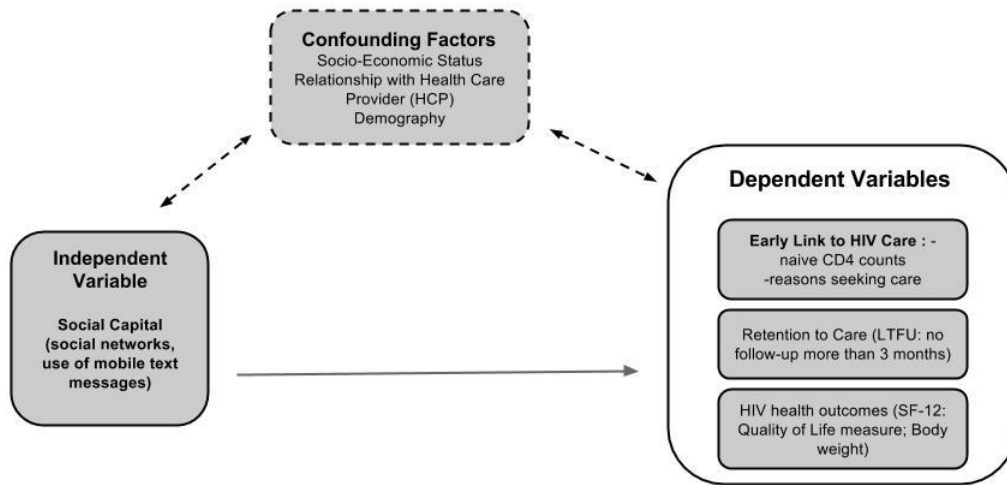 Confounding Factors
Socio-Economic Status
Relationship with Health Care
Provider (HCP)
Demography
Independent
Variable
Social Capital
(social networks,
use of mobile text
messages)
Dependent Variables
Early Link to HIV Care : -
naive CD4 counts
-reasons seeking care
Retention to Care (LTFU: no
follow-up more than 3 months)
HIV health outcomes (SF-12:
Quality of Life measure; Body
weight)